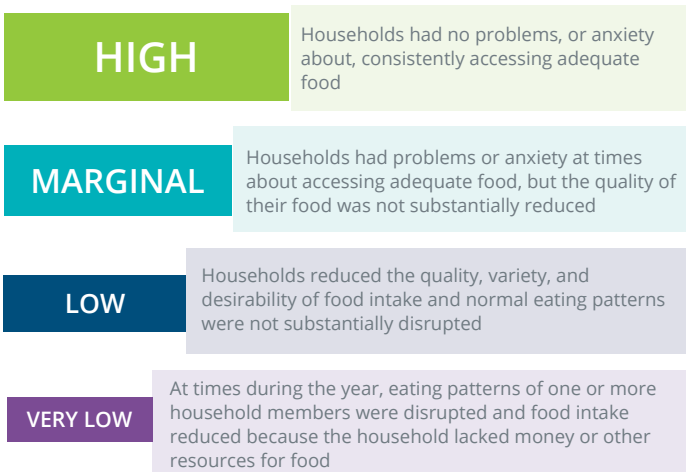 HIGH
Households had no problems, or anxiety
about, consistently accessing adequate
food
MARGINAL
Households had problems or anxiety at times
about accessing adequate food, but the quality of
their food was not substantially reduced
LOW
Households reduced the quality, variety, and
desirability of food intake and normal eating patterns
were not substantially disrupted
VERY LOW
At times during the year, eating patterns of one or more
household members were disrupted and food intake
reduced because the household lacked money or other
resources for food